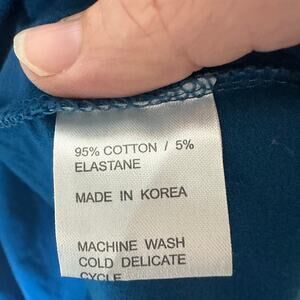 95% COTTON / 5%
ELASTANE
MADE IN KOREA
MACHINE WASH
COLD DELICATE
CYCLE